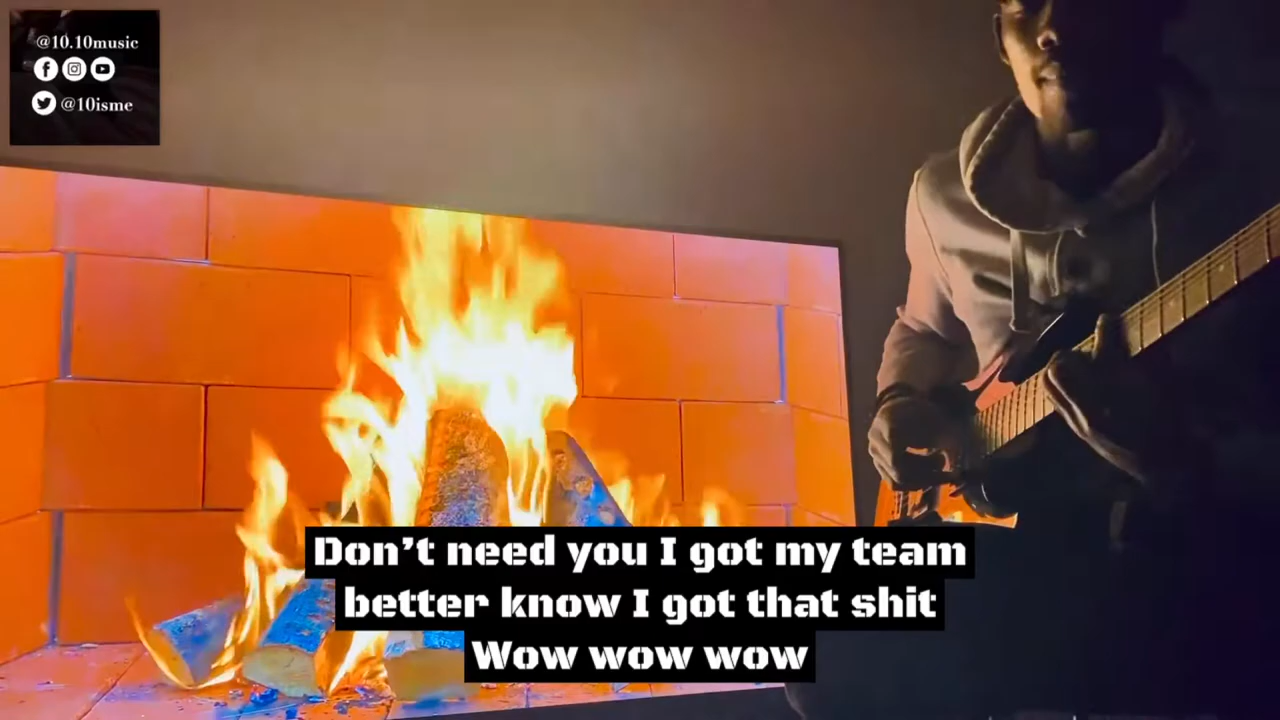 @10.10music
@10isme
Don’t need you I got my team
better know I got that shit
Wow wow wow